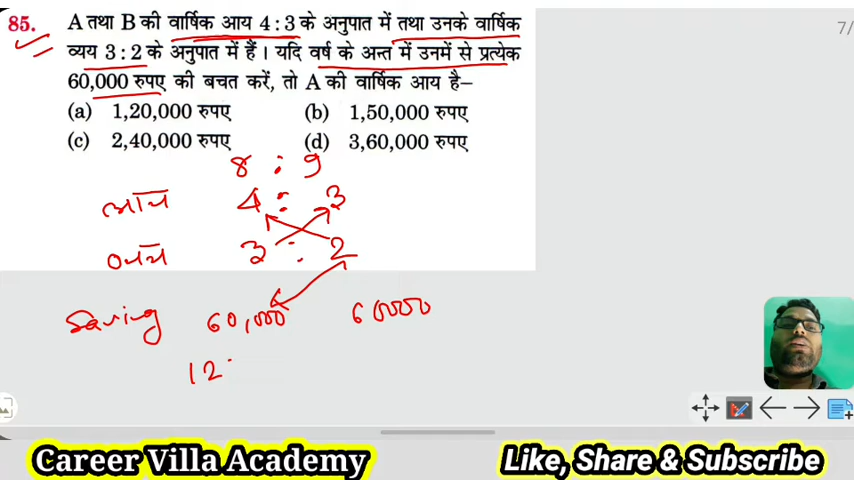 85. A तथा B की वार्षिक आय 4 : 3 के अनुपात में तथा उनके वार्षिक
7/
व्यय 3 : 2 के अनुपात में हैं। यदि वर्ष के अन्त में उनमें से प्रत्येक
60,000 रुपए की बचत करें, तो A की वार्षिक आय है–
(a) 1,20,000 रुपए (b) 1,50,000 रुपए
(c) 2,40,000 रुपए (d) 3,60,000 रुपए
8 : 9
आय 4 : 3
व्यय 3 : 2
Saving 60,000 60000
12
Career Villa Academy Like, Share & Subscribe